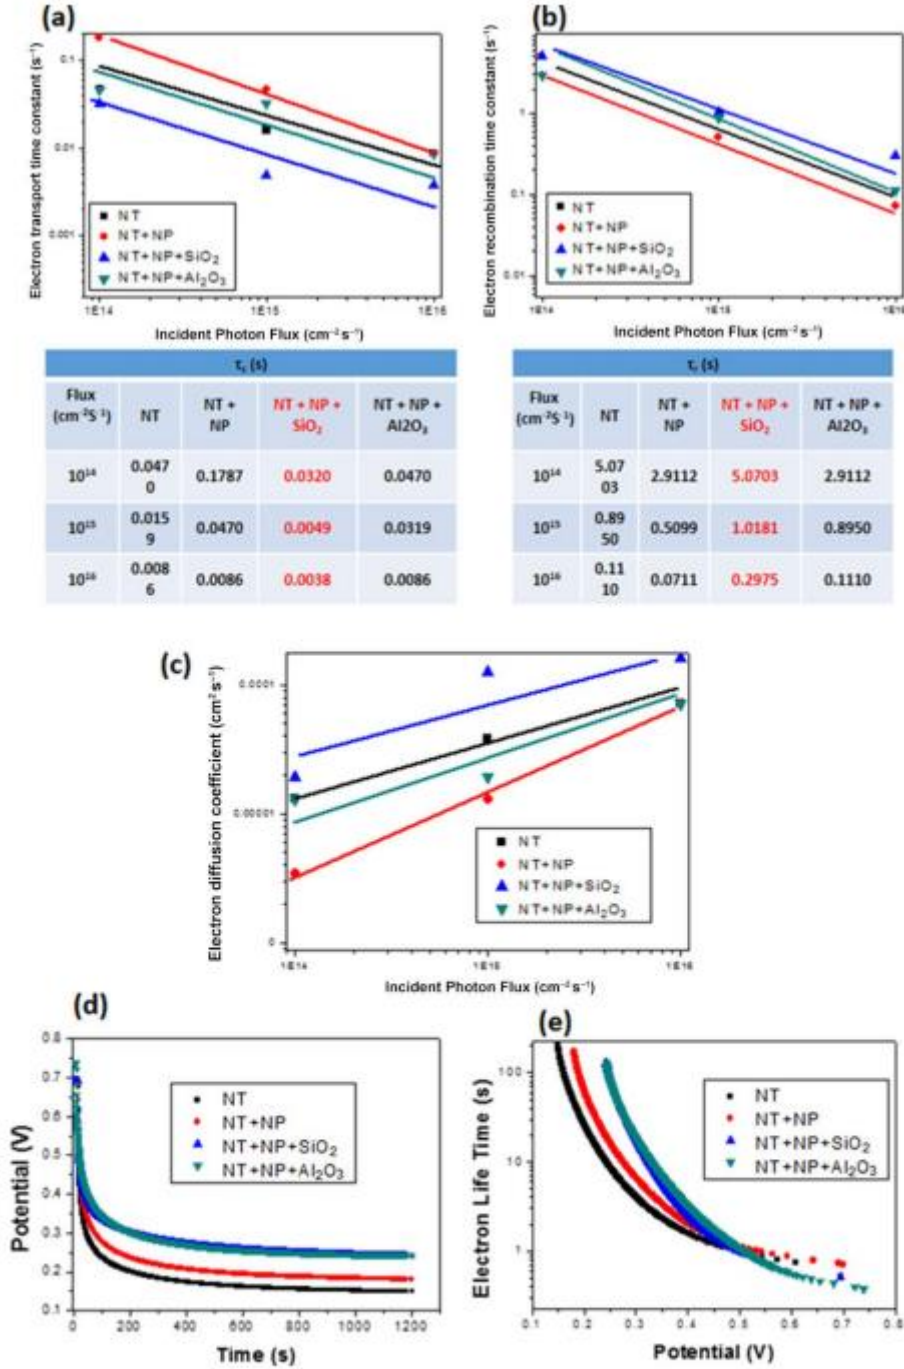 (a)
Electron transport time constant (s⁻¹)
0.1
0.01
0.001
NT
NT+NP
NT+NP+SiO₂
NT+NP+Al₂O₃
1E14 1E15 1E16
Incident Photon Flux (cm⁻² s⁻¹)
(b)
Electron recombination time constant (s⁻¹)
1
0.1
0.01
NT
NT+NP
NT+NP+SiO₂
NT+NP+Al₂O₃
1E14 1E15 1E16
Incident Photon Flux (cm⁻² s⁻¹)
Flux (cm⁻²S⁻¹) NT NT + NP NT + NP + SiO₂ NT + NP + Al2O₃
10¹⁴ 0.0470 0.1787 0.0320 0.0470
10¹⁵ 0.0159 0.0470 0.0049 0.0319
10¹⁶ 0.0086 0.0086 0.0038 0.0086
τᵣ (s)
Flux (cm⁻²S⁻¹) NT NT + NP NT + NP + SiO₂ NT + NP + Al2O₃
10¹⁴ 5.0703 2.9112 5.0703 2.9112
10¹⁵ 0.8950 0.5099 1.0181 0.8950
10¹⁶ 0.1110 0.0711 0.2975 0.1110
(c)
Electron diffusion coefficient (cm² s⁻¹)
0.0001
0.00001
0
NT
NT+NP
NT+NP+SiO₂
NT+NP+Al₂O₃
1E14 1E15 1E16
Incident Photon Flux (cm⁻² s⁻¹)
(d)
Potential (V)
0.8
0.7
0.6
0.5
0.4
0.3
0.2
0.1
NT
NT+NP
NT+NP+SiO₂
NT+NP+Al₂O₃
0 200 400 600 800 1000 1200
Time (s)
(e)
Electron Life Time (s)
100
10
1
NT
NT+NP
NT+NP+SiO₂
NT+NP+Al₂O₃
0.1 0.2 0.3 0.4 0.5 0.6 0.7 0.8
Potential (V)